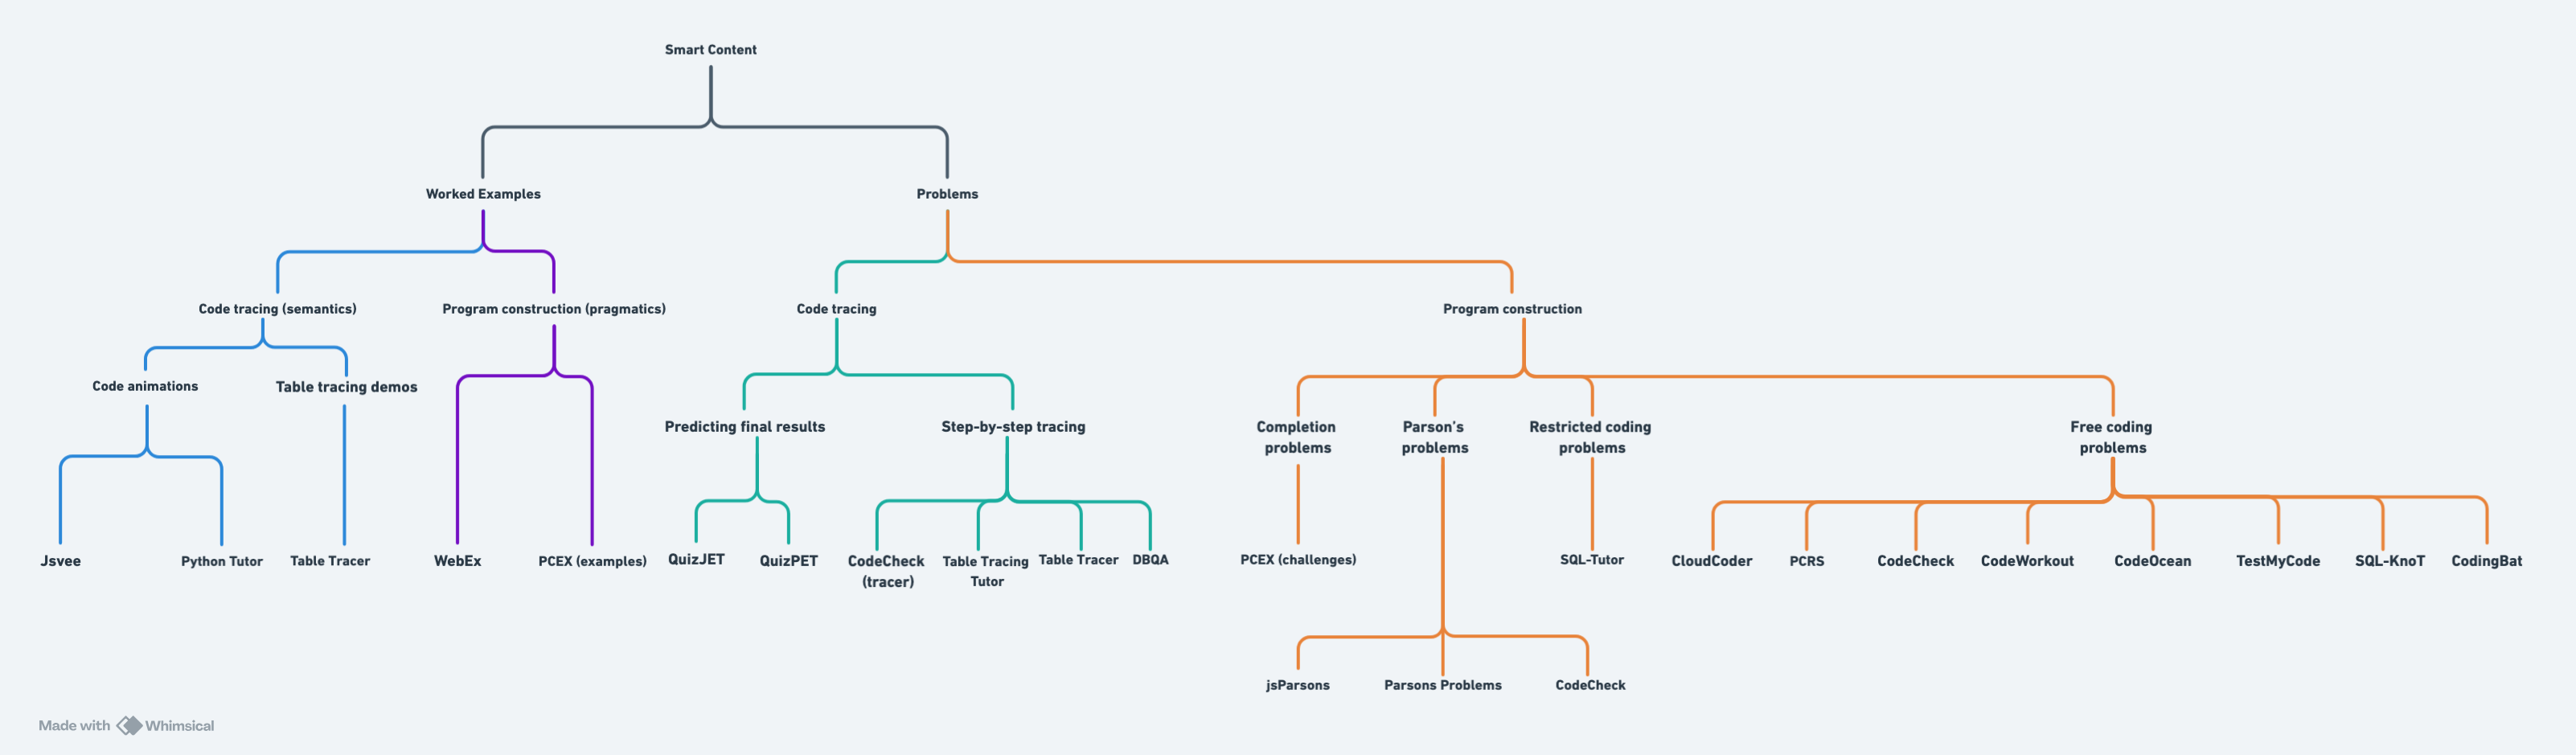 Smart Content
Worked Examples
Problems
Code tracing (semantics)
Program construction (pragmatics)
Code tracing
Program construction
Code animations
Table tracing demos
Predicting final results
Step-by-step tracing
Completion
problems
Parson's
problems
Restricted coding
problems
Free coding
problems
Jsvee
Python Tutor
Table Tracer
WebEx
PCEX (examples)
QuizJET
QuizPET
CodeCheck
(tracer)
Table Tracing
Tutor
Table Tracer
DBQA
PCEX (challenges)
SQL-Tutor
CloudCoder
PCRS
CodeCheck
CodeWorkout
CodeOcean
TestMyCode
SQL-KnoT
CodingBat
jsParsons
Parsons Problems
CodeCheck
Made with Whimsical